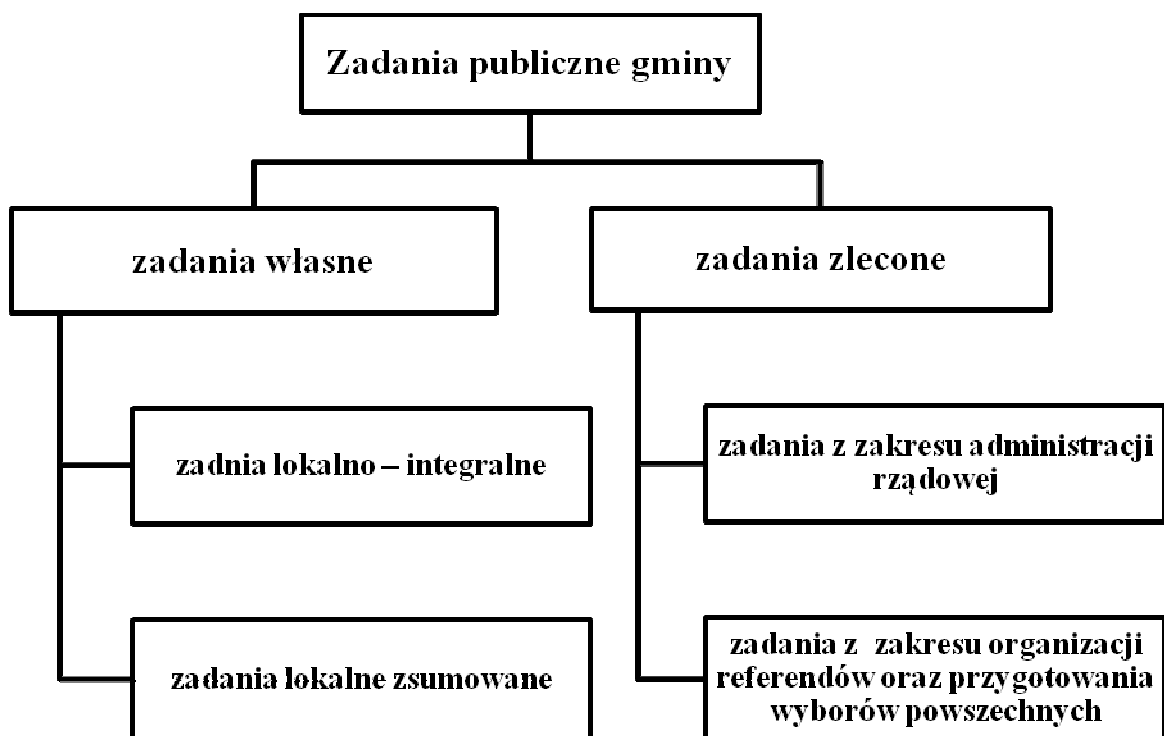 Zadania publiczne gminy
zadania własne
zadania zlecone
zadnia lokalno – integralne
zadania z zakresu administracji
rządowej
zadania lokalne zsumowane
zadania z zakresu organizacji
referendów oraz przygotowania
wyborów powszechnych